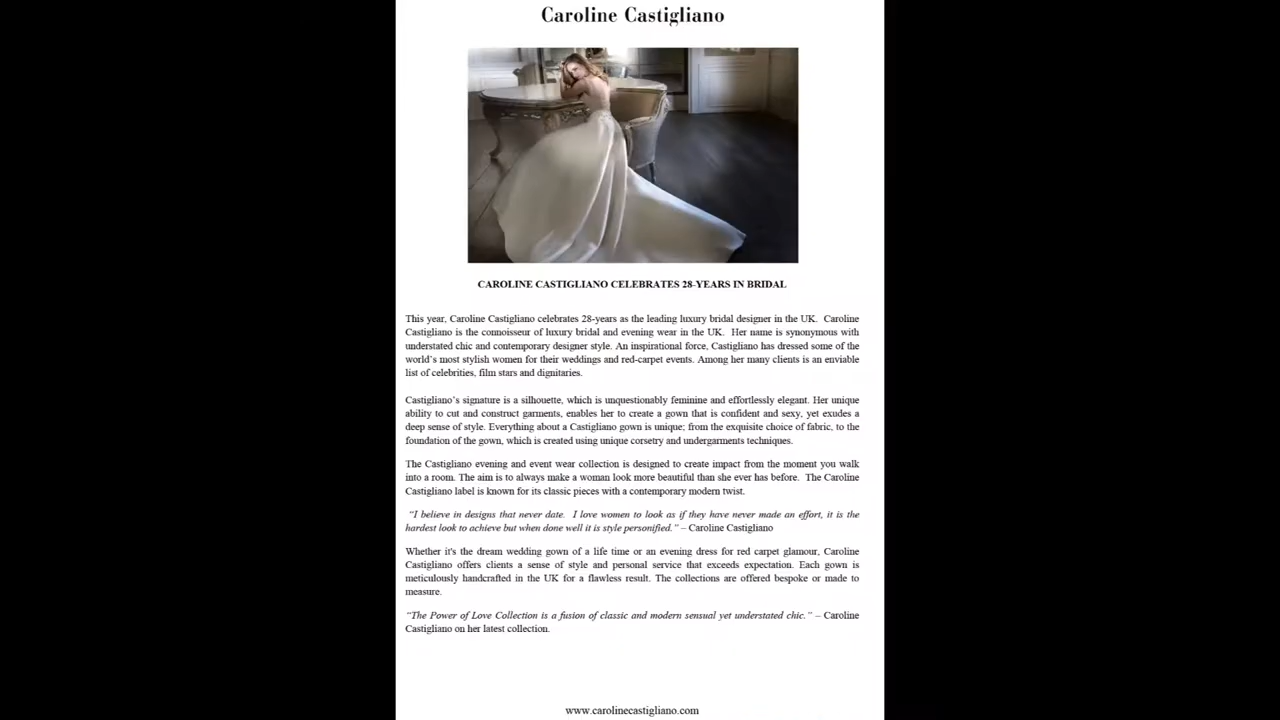 Caroline Castigliano
CAROLINE CASTIGLIANO CELEBRATES 28-YEARS IN BRIDAL
This year, Caroline Castigliano celebrates 28-years as the leading luxury bridal designer in the UK. Caroline
Castigliano is the connoisseur of luxury bridal and evening wear in the UK. Her name is synonymous with
understated chic and contemporary designer style. An inspirational force, Castigliano has dressed some of the
world's most stylish women for their weddings and red-carpet events. Among her many clients is an enviable
list of celebrities, film stars and dignitaries.
Castigliano's signature is a silhouette, which is unquestionably feminine and effortlessly elegant. Her unique
ability to cut and construct garments, enables her to create a gown that is confident and sexy, yet exudes a
deep sense of style. Everything about a Castigliano gown is unique; from the exquisite choice of fabric, to the
foundation of the gown, which is created using unique corsetry and undergarments techniques.
The Castigliano evening and event wear collection is designed to create impact from the moment you walk
into a room. The aim is to always make a woman look more beautiful than she ever has before. The Caroline
Castigliano label is known for its classic pieces with a contemporary modern twist.
"I believe in designs that never date. I love women to look as if they have never made an effort, it is the
hardest look to achieve but when done well it is style personified." – Caroline Castigliano
Whether it's the dream wedding gown of a life time or an evening dress for red carpet glamour, Caroline
Castigliano offers clients a sense of style and personal service that exceeds expectation. Each gown is
meticulously handcrafted in the UK for a flawless result. The collections are offered bespoke or made to
measure.
"The Power of Love Collection is a fusion of classic and modern sensual yet understated chic." – Caroline
Castigliano on her latest collection.
www.carolinecastigliano.com